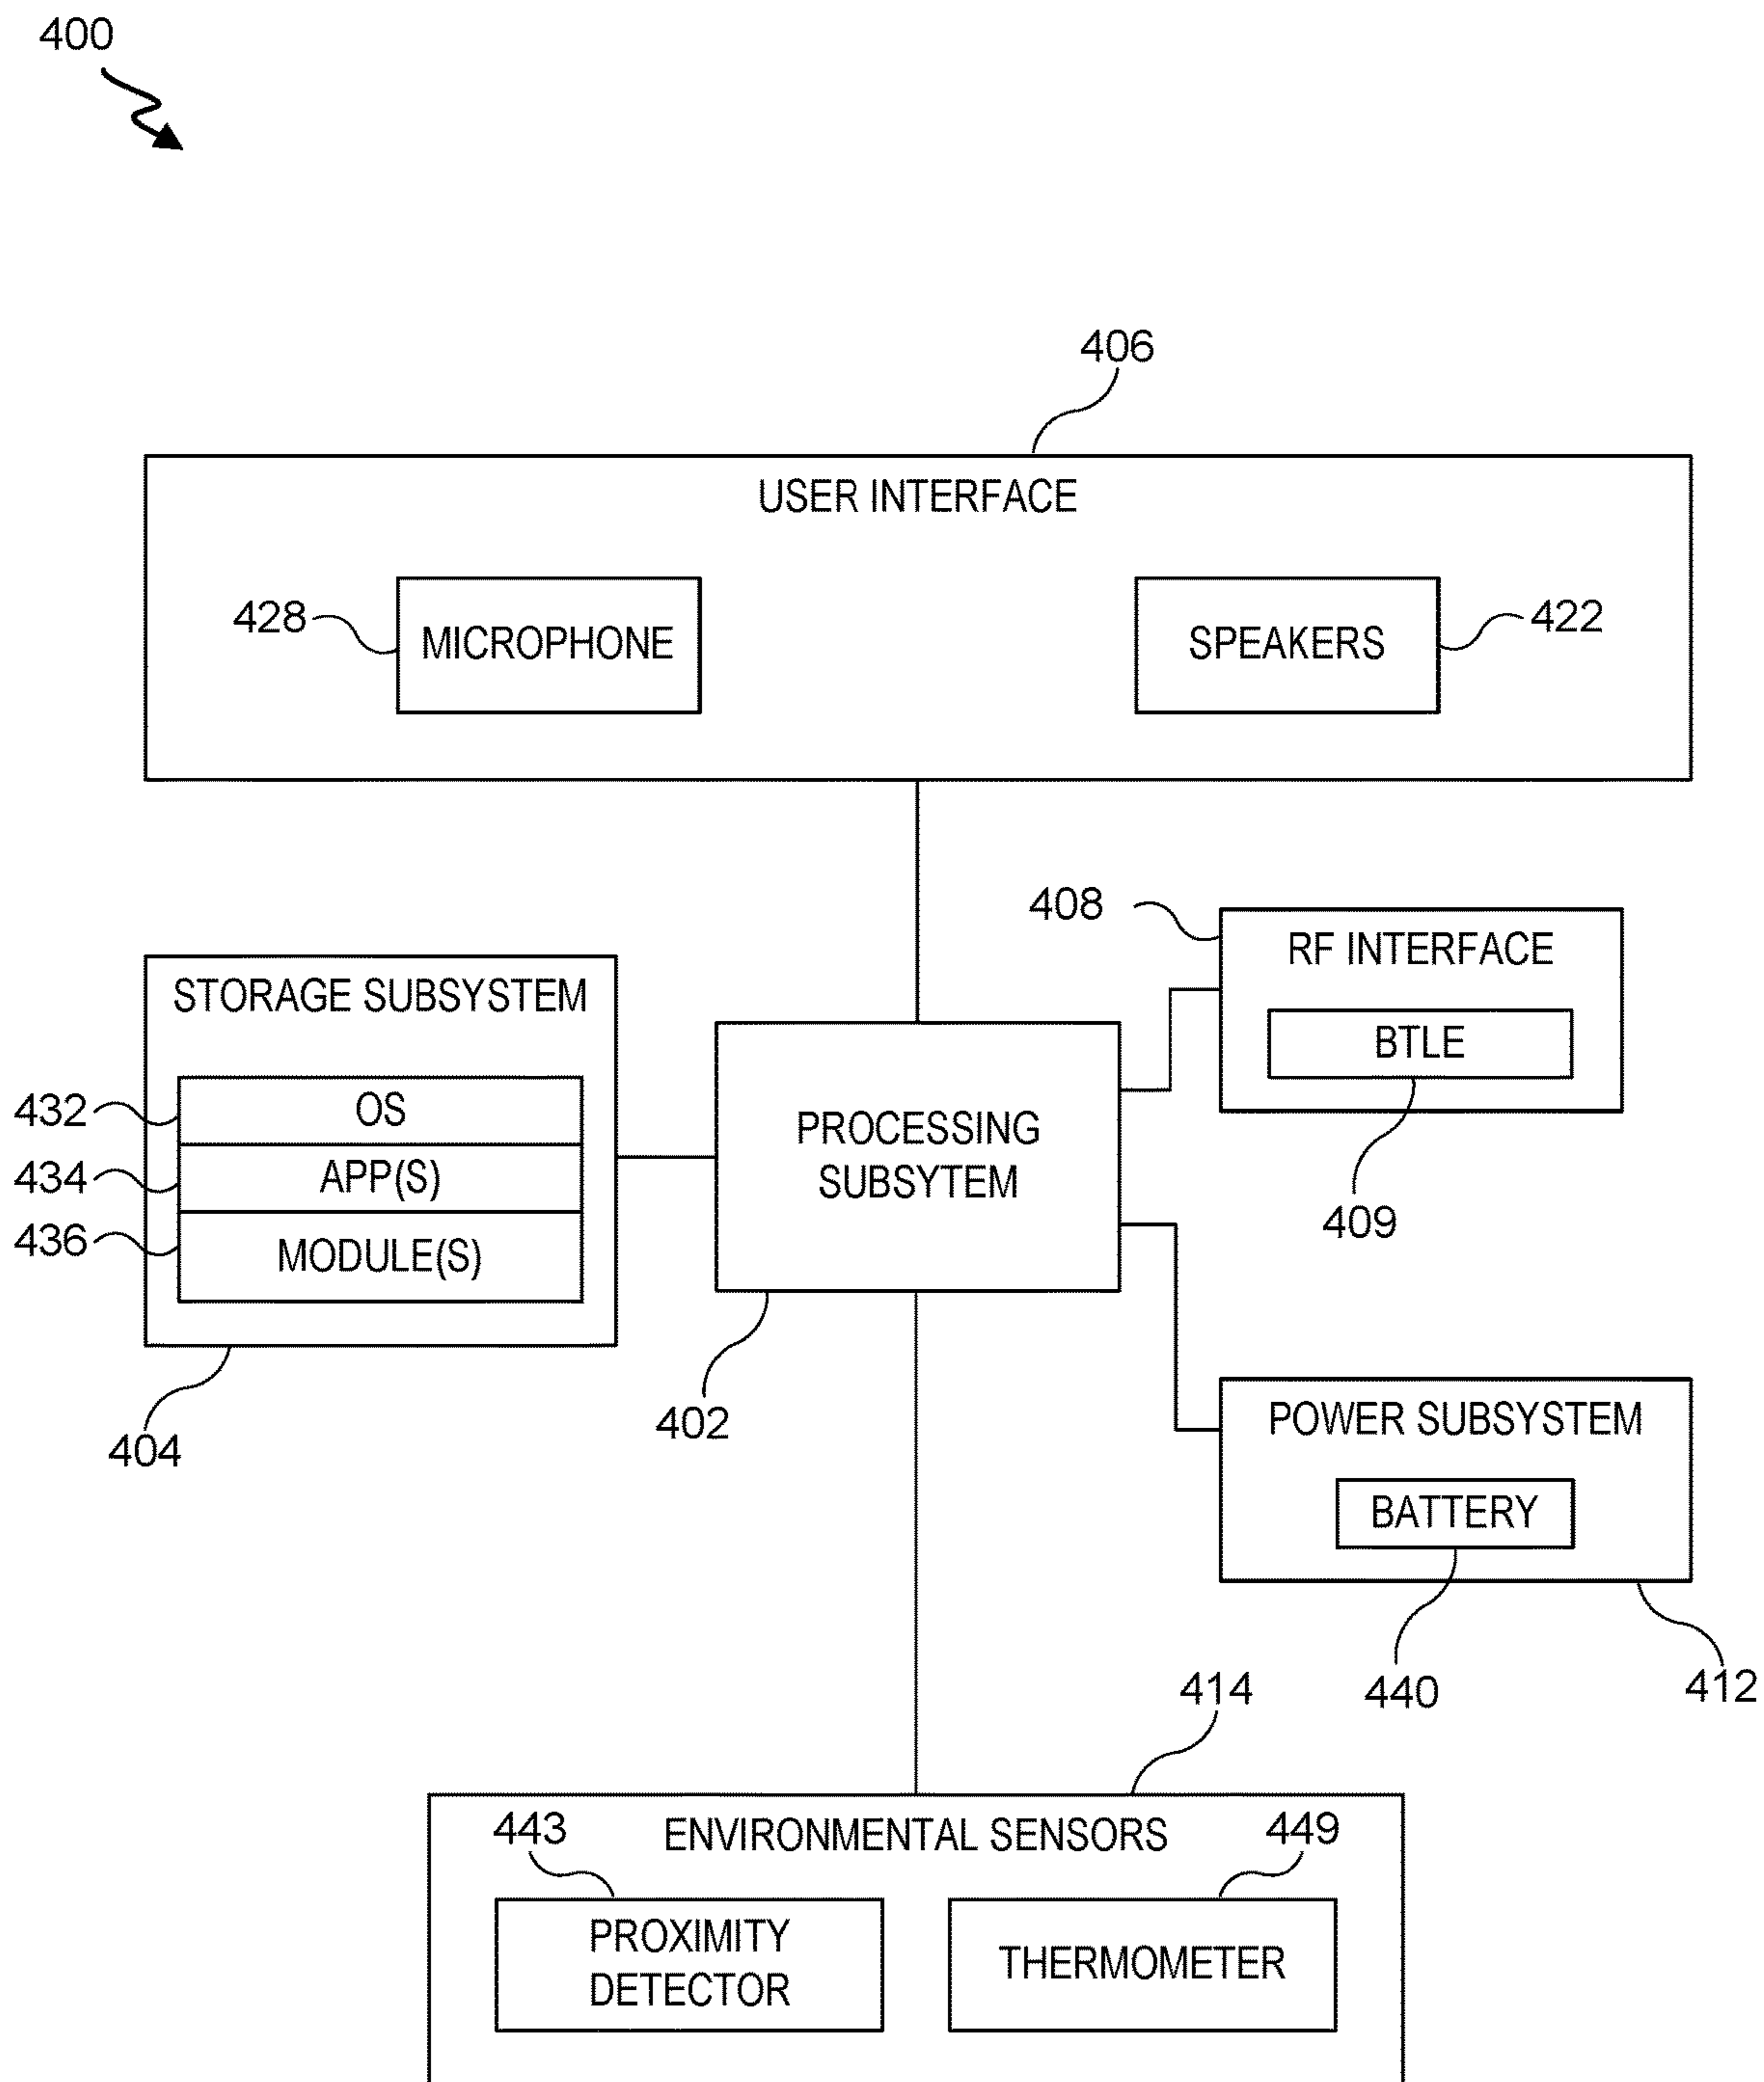 400
406
USER INTERFACE
428
MICROPHONE
SPEAKERS
422
408
RF INTERFACE
BTLE
409
STORAGE SUBSYSTEM
432
OS
434
APP(S)
436
MODULE(S)
404
PROCESSING
SUBSYTEM
402
POWER SUBSYSTEM
BATTERY
440
412
414
ENVIRONMENTAL SENSORS
443
449
PROXIMITY
DETECTOR
THERMOMETER